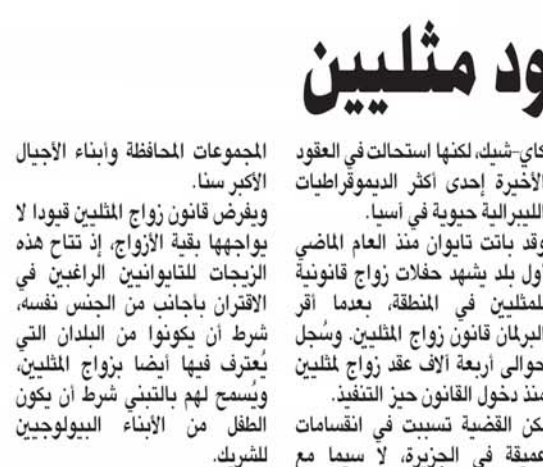 ود مثليين
كاي-شيك، لكنها استحالت في العقود
الأخيرة إحدى أكثر الديموقراطيات
الليبرالية حيوية في آسيا.
وقد باتت تايوان منذ العام الماضي
أول بلد يشهد حفلات زواج قانونية
للمثليين في المنطقة، بعدما أقر
البرلمان قانون زواج المثليين. وسُجل
حوالى أربعة آلاف عقد زواج لمثليين
منذ دخول القانون حيز التنفيذ.
لكن القضية تسببت في انقسامات
عميقة في الجزيرة، لا سيما مع
المجموعات المحافظة وأبناء الأجيال
الأكبر سنا.
ويفرض قانون زواج المثليين قيودا لا
يواجهها بقية الأزواج، إذ تتاح هذه
الزيجات للتايوانيين الراغبين في
الاقتران بأجانب من الجنس نفسه،
شرط أن يكونوا من البلدان التي
يُعترف فيها أيضا بزواج المثليين،
ويُسمح لهم بالتبني شرط أن يكون
الطفل من الأبناء البيولوجيين
للشريك.